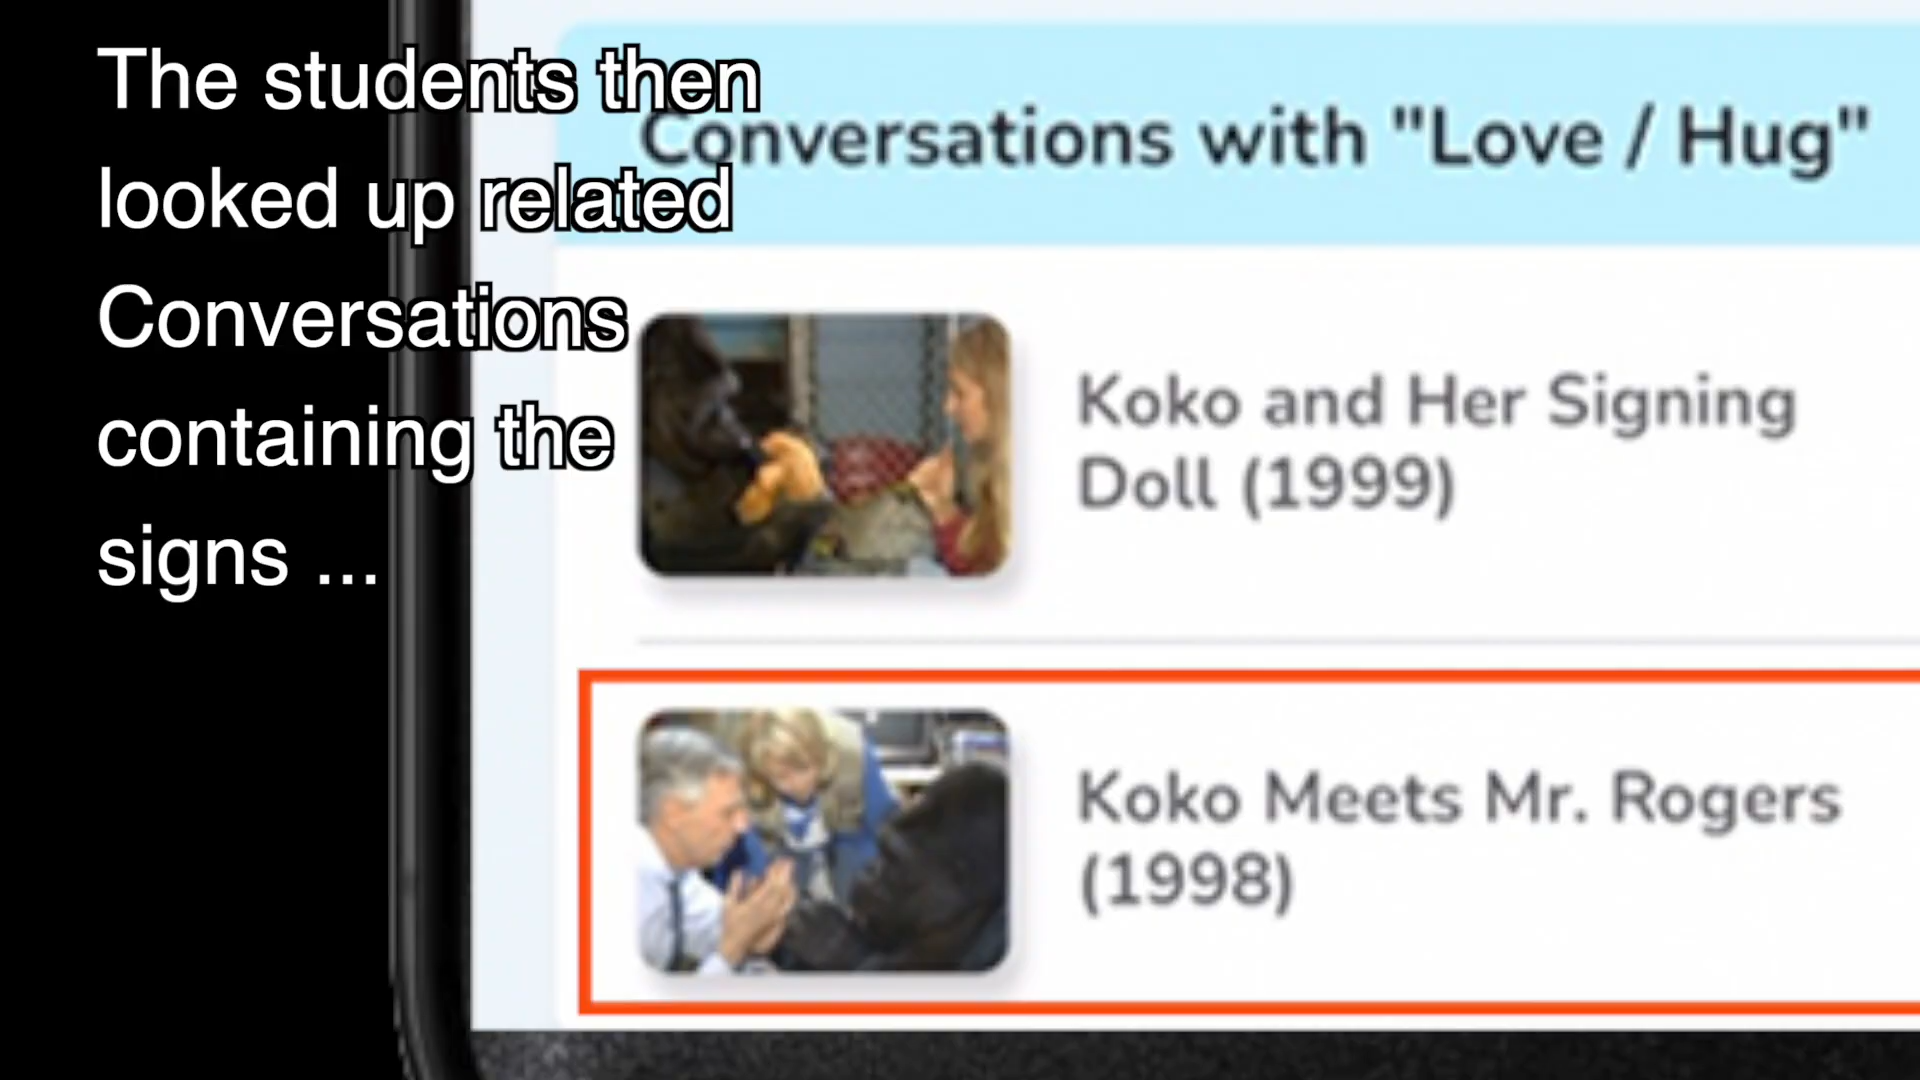 The students then
looked up related
Conversations
containing the
signs ...
Conversations with "Love / Hug"
Koko and Her Signing
Doll (1999)
Koko Meets Mr. Rogers
(1998)